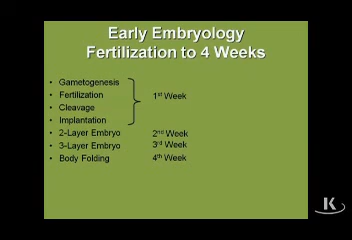 Early Embryology
Fertilization to 4 Weeks
• Gametogenesis
• Fertilization
• Cleavage
• Implantation
1st Week
• 2-Layer Embryo 2nd Week
• 3-Layer Embryo 3rd Week
• Body Folding 4th Week
K